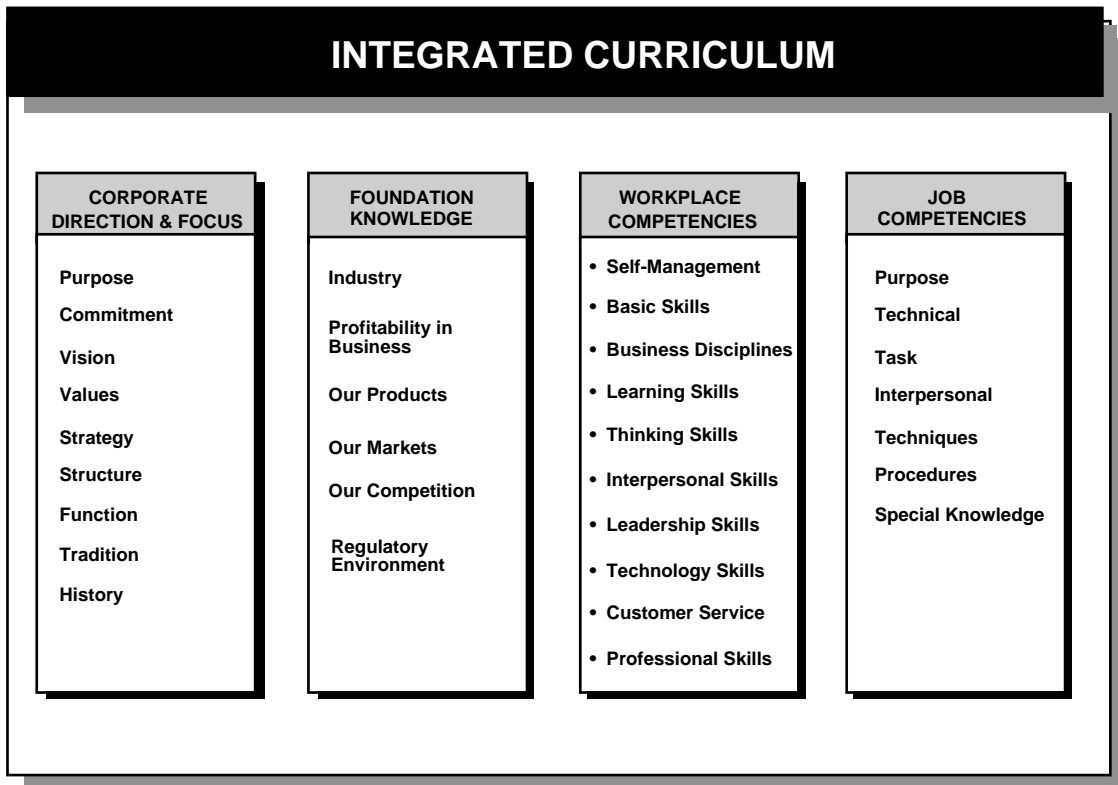 INTEGRATED CURRICULUM
CORPORATE
DIRECTION & FOCUS
Purpose
Commitment
Vision
Values
Strategy
Structure
Function
Tradition
History
FOUNDATION
KNOWLEDGE
Industry
Profitability in
Business
Our Products
Our Markets
Our Competition
Regulatory
Environment
WORKPLACE
COMPETENCIES
• Self-Management
• Basic Skills
• Business Disciplines
• Learning Skills
• Thinking Skills
• Interpersonal Skills
• Leadership Skills
• Technology Skills
• Customer Service
• Professional Skills
JOB
COMPETENCIES
Purpose
Technical
Task
Interpersonal
Techniques
Procedures
Special Knowledge